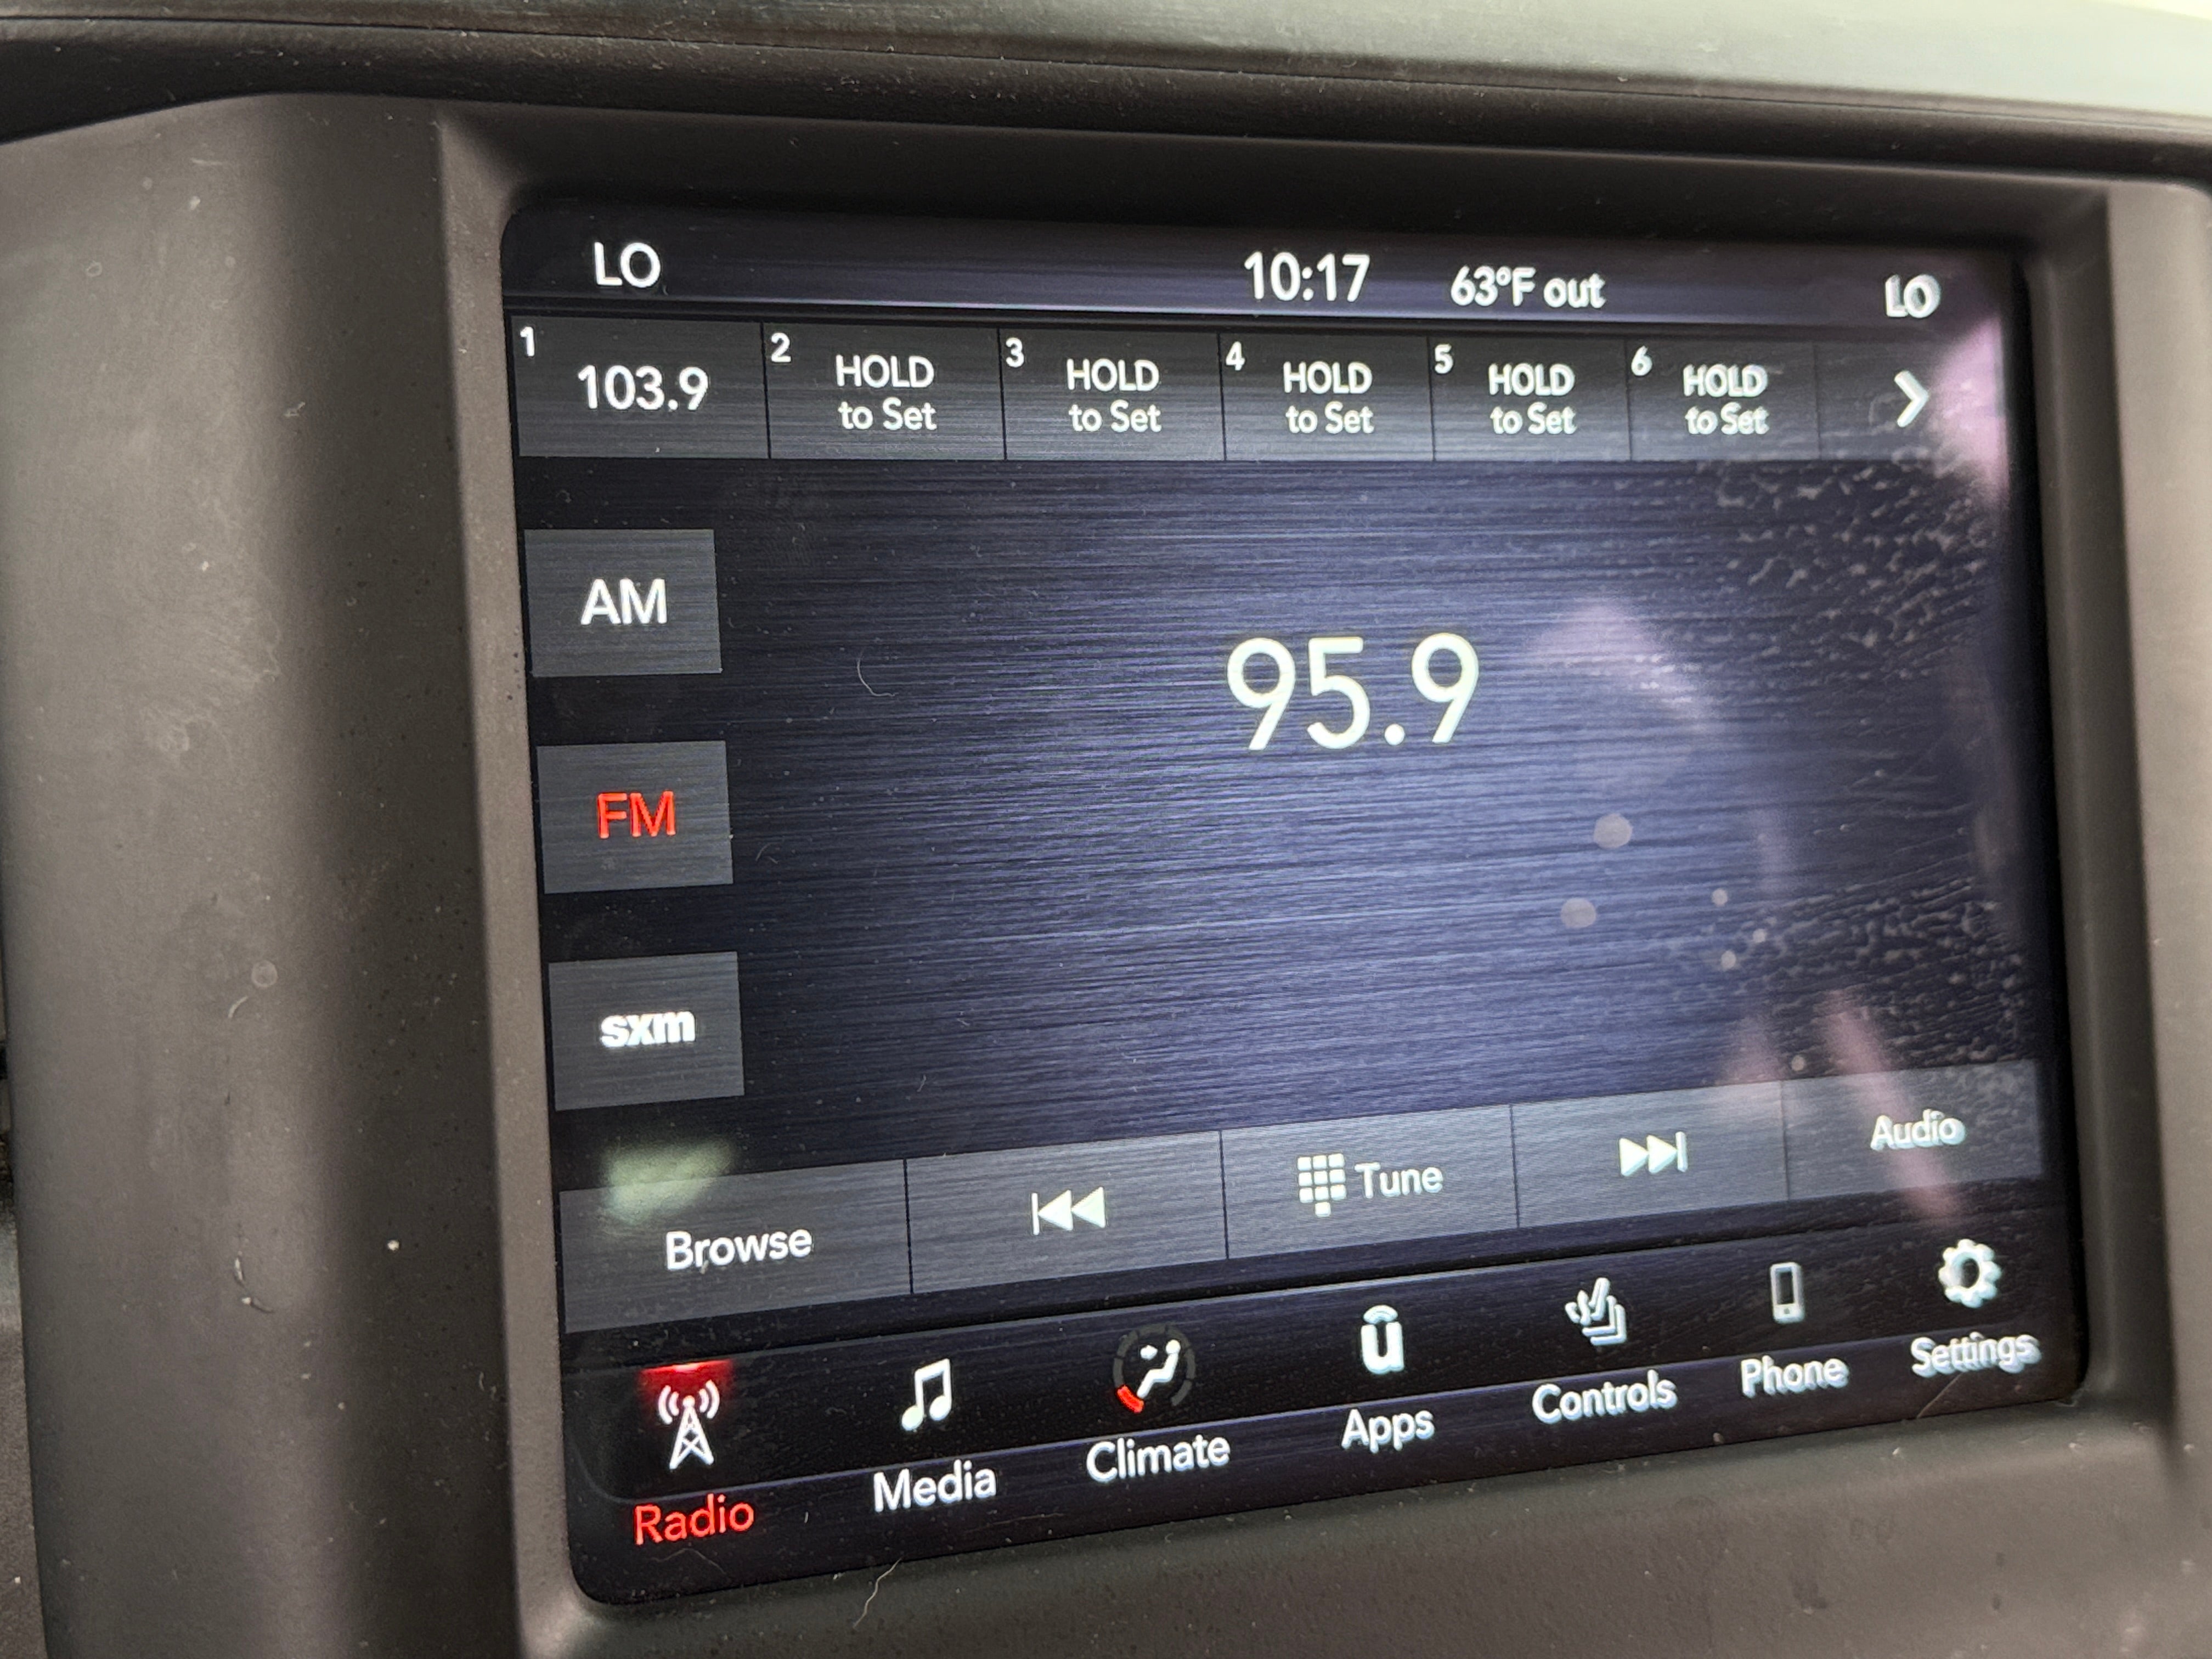 LO 10:17 63°F out LO
1 103.9
2 HOLD
to Set
3 HOLD
to Set
4 HOLD
to Set
5 HOLD
to Set
6 HOLD
to Set
AM
95.9
FM
sxm
Browse Tune Audio
Radio Media Climate Apps Controls Phone Settings